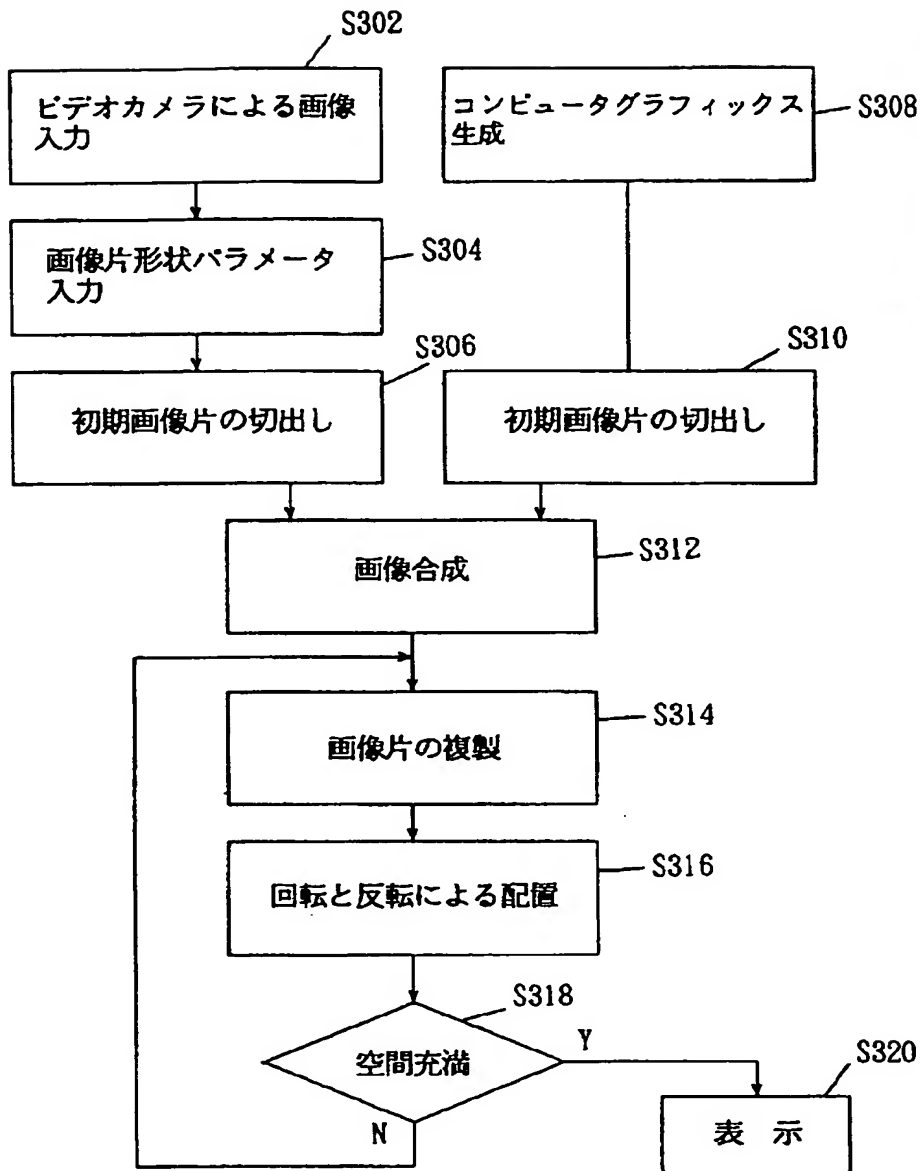 S302
ビデオカメラによる画像
入力
コンピュータグラフィックス
生成
S308
画像片形状パラメータ
入力
S304
S306
初期画像片の切出し
S310
初期画像片の切出し
画像合成
S312
画像片の複製
S314
回転と反転による配置
S316
S318
空間充満
Y
N
S320
表 示